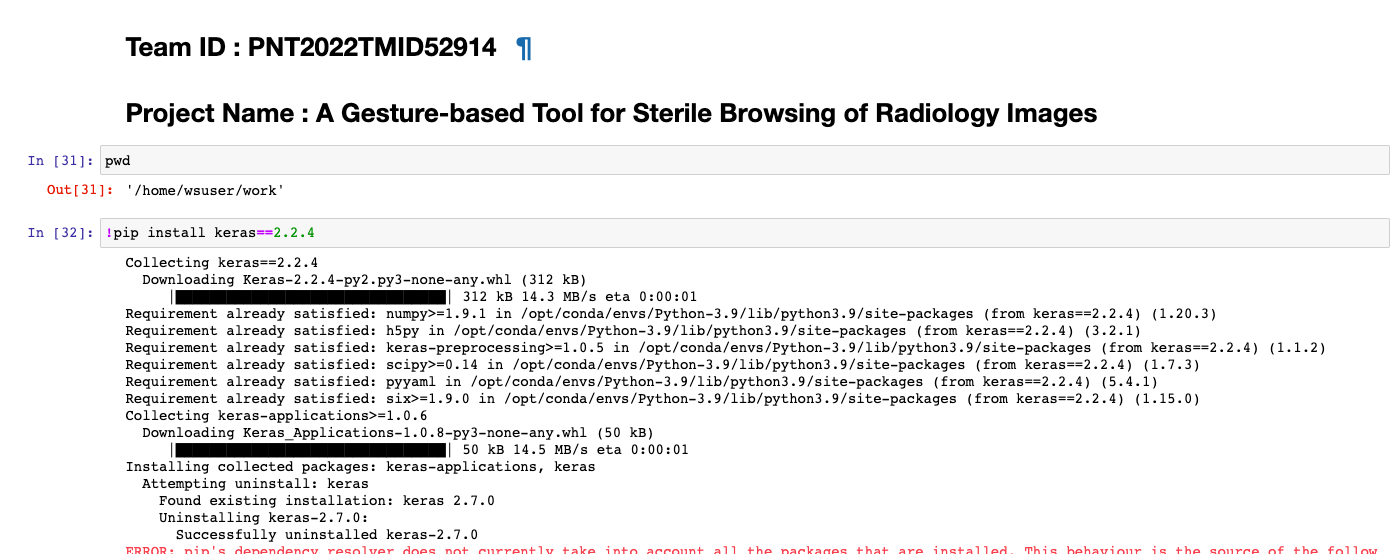 Team ID : PNT2022TMID52914 ¶
Project Name : A Gesture-based Tool for Sterile Browsing of Radiology Images
In [31]: pwd
Out[31]: '/home/wsuser/work'
In [32]: !pip install keras==2.2.4
Collecting keras==2.2.4
Downloading Keras-2.2.4-py2.py3-none-any.whl (312 kB)
|████████████████████████████████| 312 kB 14.3 MB/s eta 0:00:01
Requirement already satisfied: numpy>=1.9.1 in /opt/conda/envs/Python-3.9/lib/python3.9/site-packages (from keras==2.2.4) (1.20.3)
Requirement already satisfied: h5py in /opt/conda/envs/Python-3.9/lib/python3.9/site-packages (from keras==2.2.4) (3.2.1)
Requirement already satisfied: keras-preprocessing>=1.0.5 in /opt/conda/envs/Python-3.9/lib/python3.9/site-packages (from keras==2.2.4) (1.1.2)
Requirement already satisfied: scipy>=0.14 in /opt/conda/envs/Python-3.9/lib/python3.9/site-packages (from keras==2.2.4) (1.7.3)
Requirement already satisfied: pyyaml in /opt/conda/envs/Python-3.9/lib/python3.9/site-packages (from keras==2.2.4) (5.4.1)
Requirement already satisfied: six>=1.9.0 in /opt/conda/envs/Python-3.9/lib/python3.9/site-packages (from keras==2.2.4) (1.15.0)
Collecting keras-applications>=1.0.6
Downloading Keras_Applications-1.0.8-py3-none-any.whl (50 kB)
|████████████████████████████████| 50 kB 14.5 MB/s eta 0:00:01
Installing collected packages: keras-applications, keras
Attempting uninstall: keras
Found existing installation: keras 2.7.0
Uninstalling keras-2.7.0:
Successfully uninstalled keras-2.7.0
ERROR: pip's dependency resolver does not currently take into account all the packages that are installed. This behaviour is the source of the follow